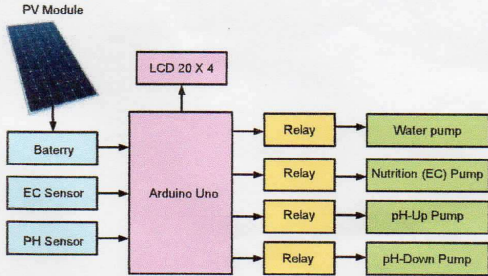 PV Module
LCD 20 X 4
Baterry
EC Sensor
PH Sensor
Arduino Uno
Relay
Water pump
Relay
Nutrition (EC) Pump
Relay
pH-Up Pump
Relay
pH-Down Pump